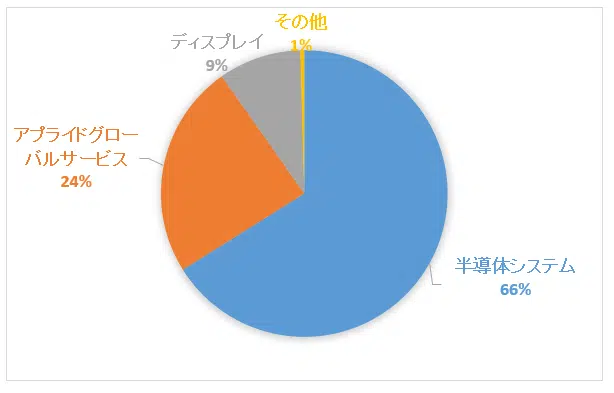 その他
1%
ディスプレイ
9%
アプライドグロー
バルサービス
24%
半導体システム
66%